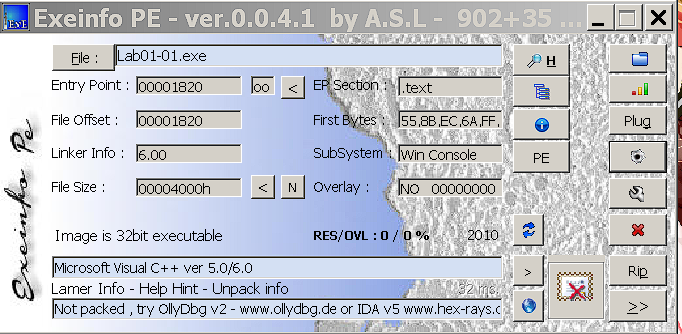 Exeinfo PE - ver.0.0.4.1 by A.S.L - 902+35 ...
File : Lab01-01.exe H
Entry Point : 00001820 oo < EP Section : .text
File Offset : 00001820 First Bytes : 55,8B,EC,6A,FF. Plug
Linker Info : 6.00 SubSystem : Win Console PE
File Size : 00004000h < N Overlay : NO 00000000
Image is 32bit executable RES/OVL : 0 / 0 % 2010
Microsoft Visual C++ ver 5.0/6.0 > Rip
Lamer Info - Help Hint - Unpack info 32 ms.
Not packed , try OllyDbg v2 - www.ollydbg.de or IDA v5 www.hex-rays.c >>
Exeinfo Pe